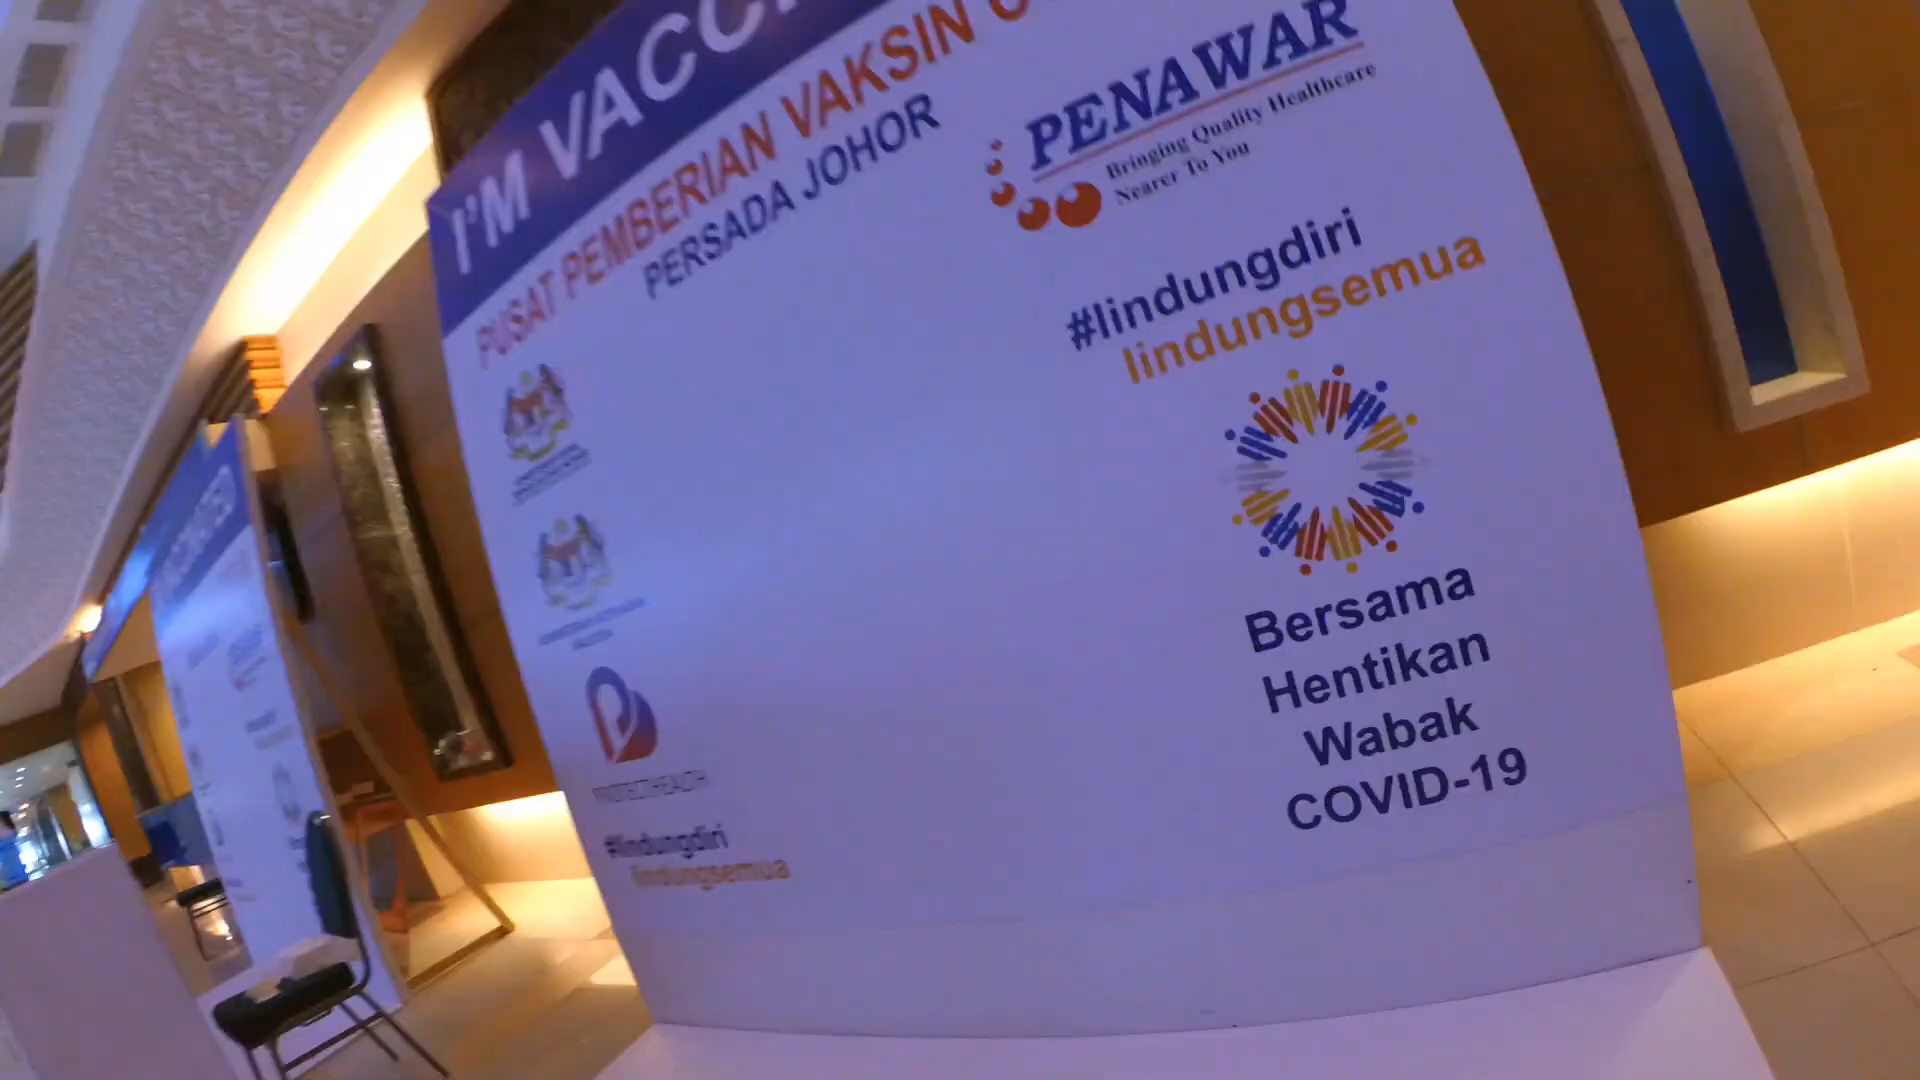 I'M VACC
PUSAT PEMBERIAN VAKSIN
PERSADA JOHOR
PENAWAR
Bringing Quality Healthcare
Nearer To You
#lindungdiri
lindungsemua
Bersama
Hentikan
Wabak
COVID-19
PROTECTHEALTH
#lindungdiri
lindungsemua